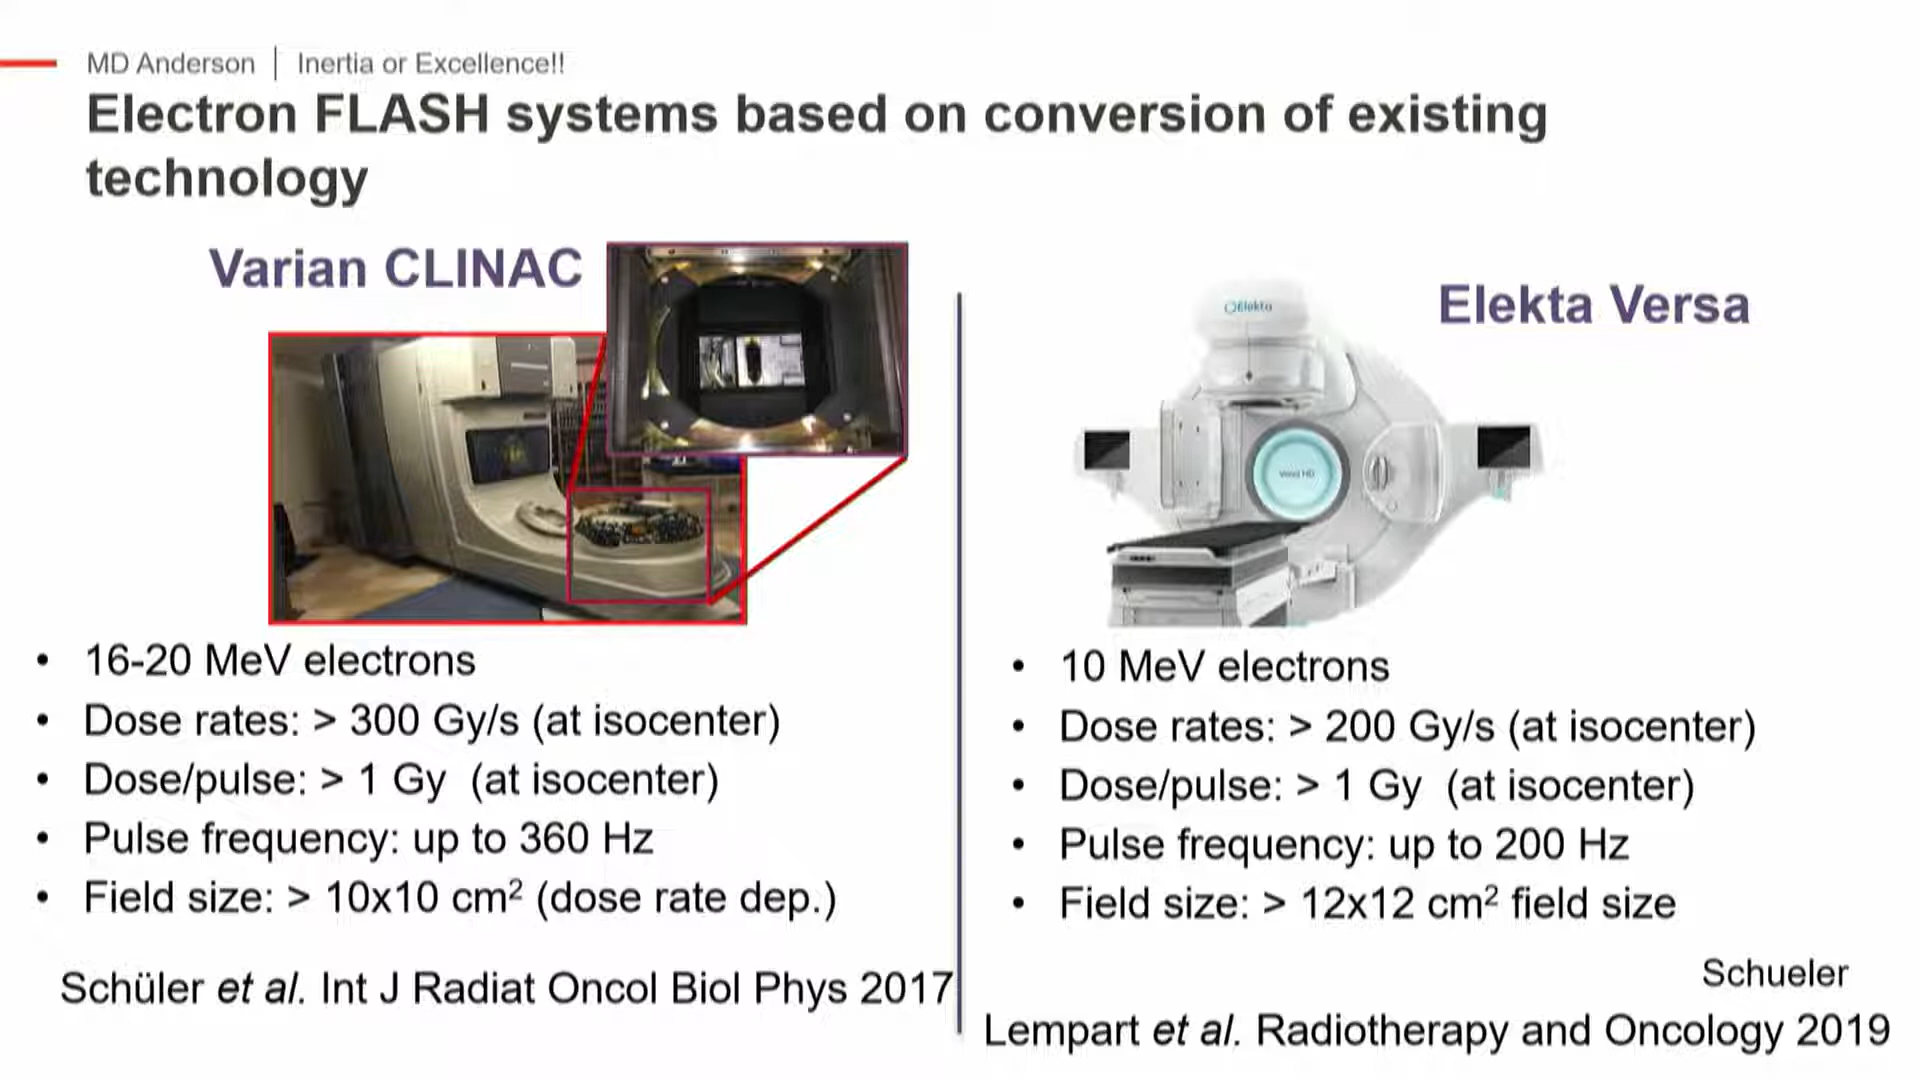 MD Anderson | Inertia or Excellence!!
Electron FLASH systems based on conversion of existing
technology
Varian CLINAC
• 16-20 MeV electrons
• Dose rates: > 300 Gy/s (at isocenter)
• Dose/pulse: > 1 Gy (at isocenter)
• Pulse frequency: up to 360 Hz
• Field size: > 10x10 cm² (dose rate dep.)
Schüler et al. Int J Radiat Oncol Biol Phys 2017
Elekta Versa
Elekta
Versa HD
• 10 MeV electrons
• Dose rates: > 200 Gy/s (at isocenter)
• Dose/pulse: > 1 Gy (at isocenter)
• Pulse frequency: up to 200 Hz
• Field size: > 12x12 cm² field size
Schueler
Lempart et al. Radiotherapy and Oncology 2019